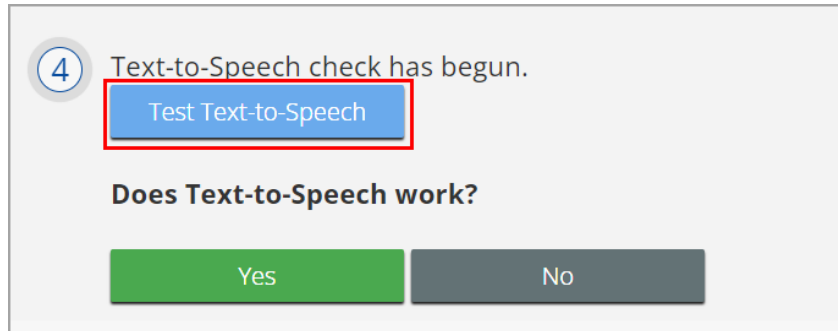 4
Text-to-Speech check has begun.
Test Text-to-Speech
Does Text-to-Speech work?
Yes No